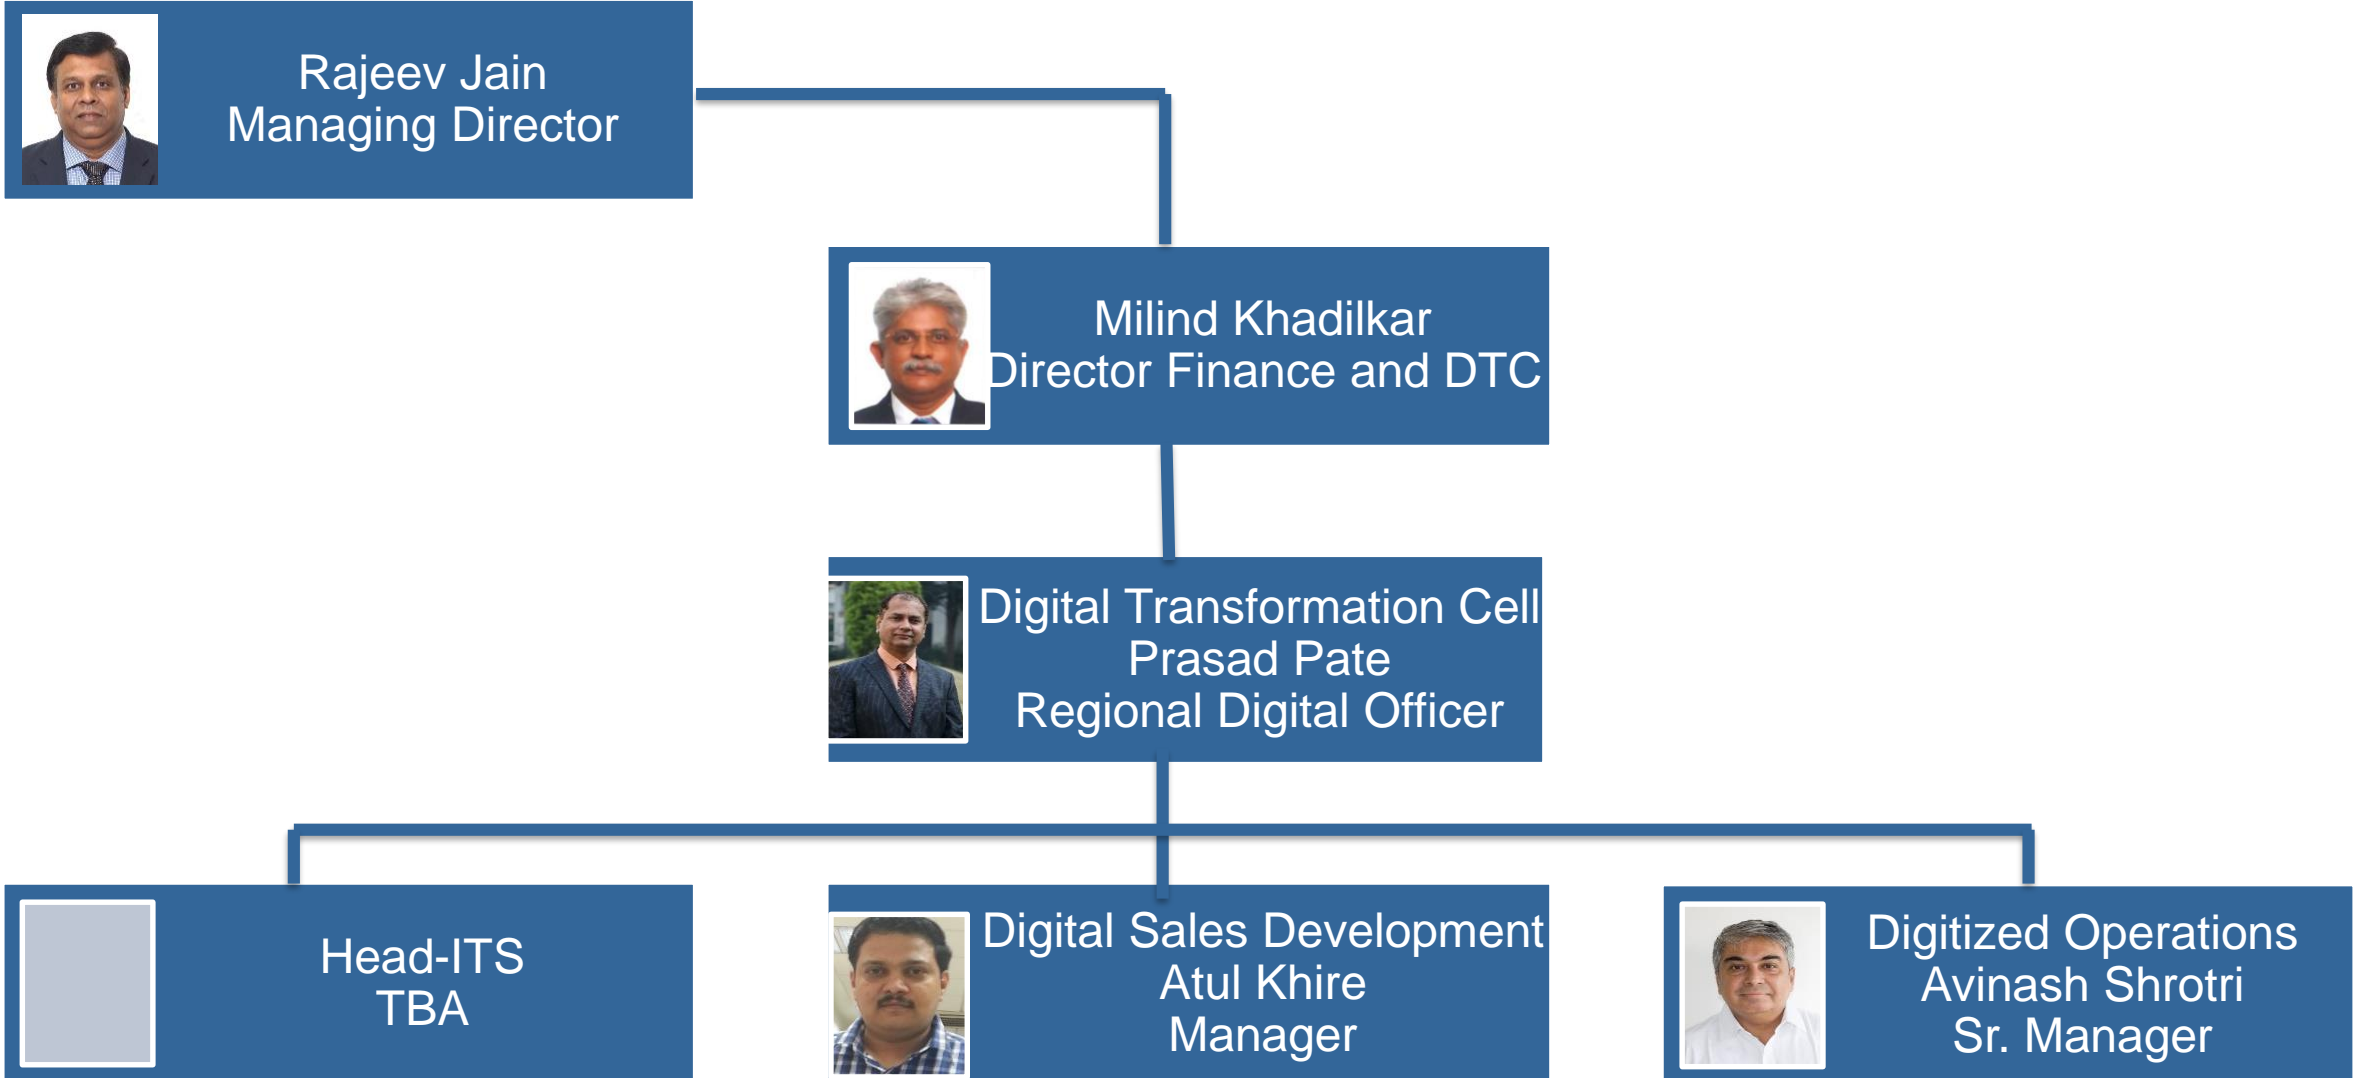 Rajeev Jain
Managing Director
Milind Khadilkar
Director Finance and DTC
Digital Transformation Cell
Prasad Pate
Regional Digital Officer
Head-ITS
TBA
Digital Sales Development
Atul Khire
Manager
Digitized Operations
Avinash Shrotri
Sr. Manager